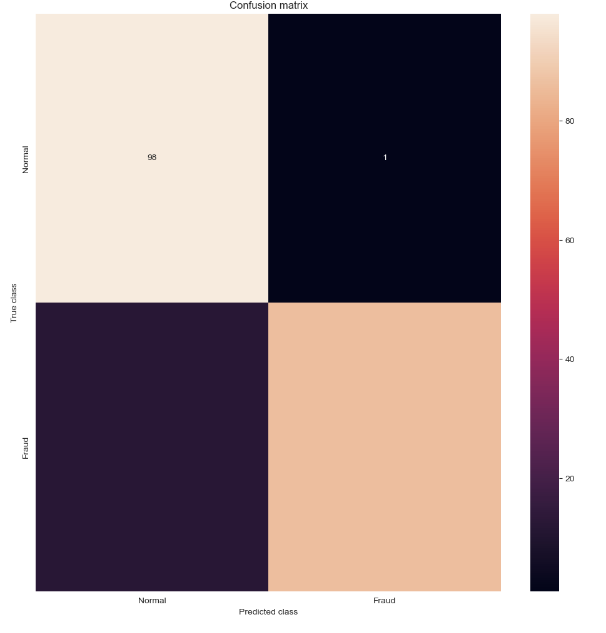 Confusion matrix
98
1
Normal
Fraud
True class
Normal
Fraud
Predicted class
80
60
40
20